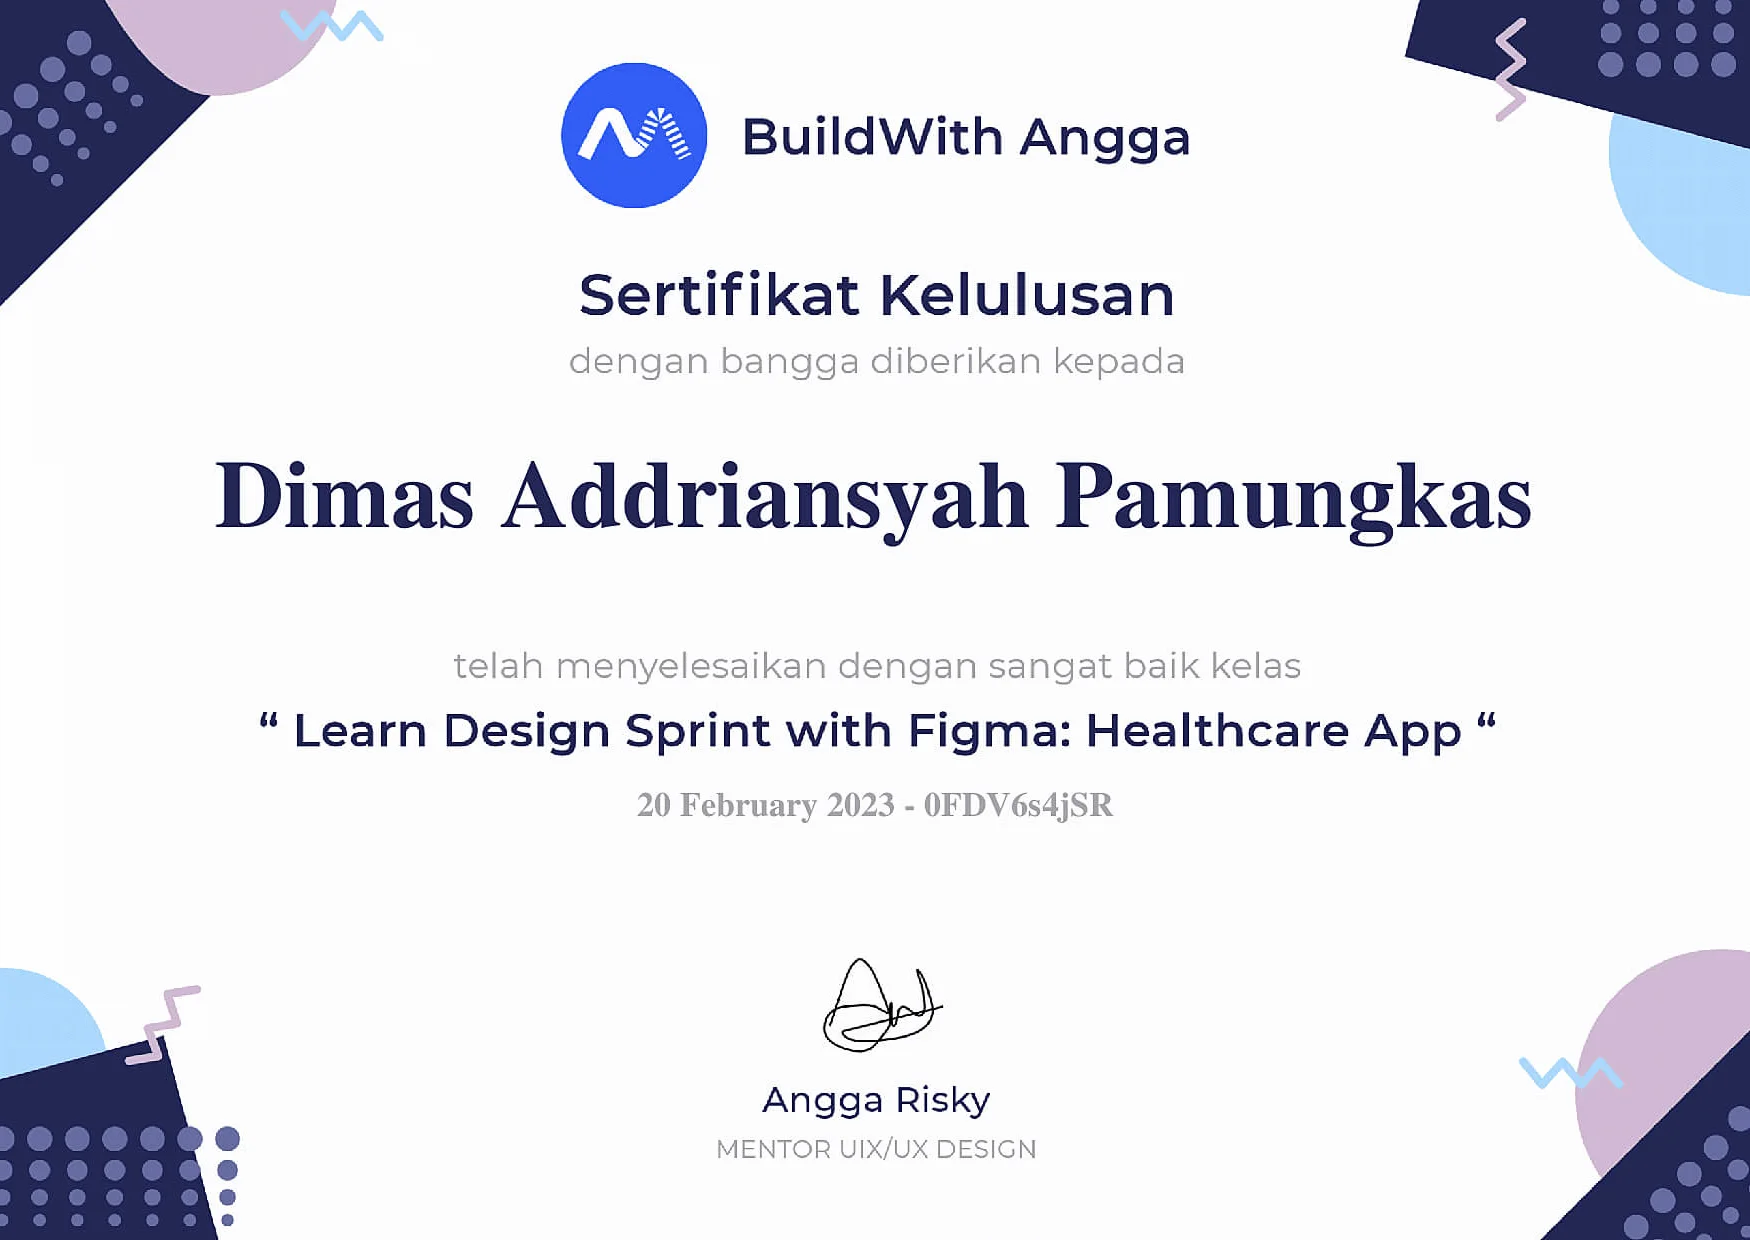 BuildWith Angga
Sertifikat Kelulusan
dengan bangga diberikan kepada
Dimas Addriansyah Pamungkas
telah menyelesaikan dengan sangat baik kelas
“ Learn Design Sprint with Figma: Healthcare App “
20 February 2023 - 0FDV6s4jSR
Angga Risky
MENTOR UIX/UX DESIGN